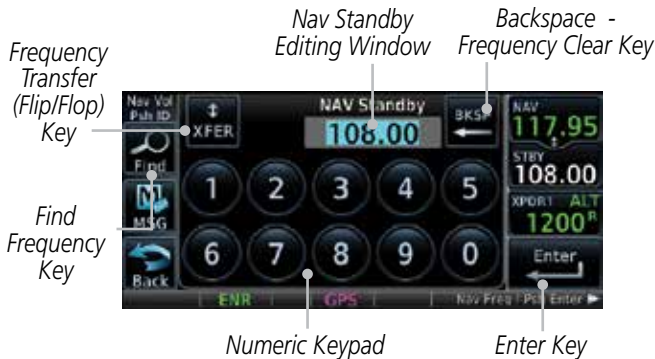 Nav Standby
Editing Window
Backspace -
Frequency Clear Key
Frequency
Transfer
(Flip/Flop)
Key
Nav Vol
Psh ID
XFER
NAV Standby
108.00
BKSP
NAV
117.95
Find
STBY
108.00
1
2
3
4
5
MSG
XPDR1 ALT
1200 R
Find
Frequency
Key
6
7
8
9
0
Enter
Back
ENR
GPS
Nav Freq
Psh Enter
Numeric Keypad
Enter Key